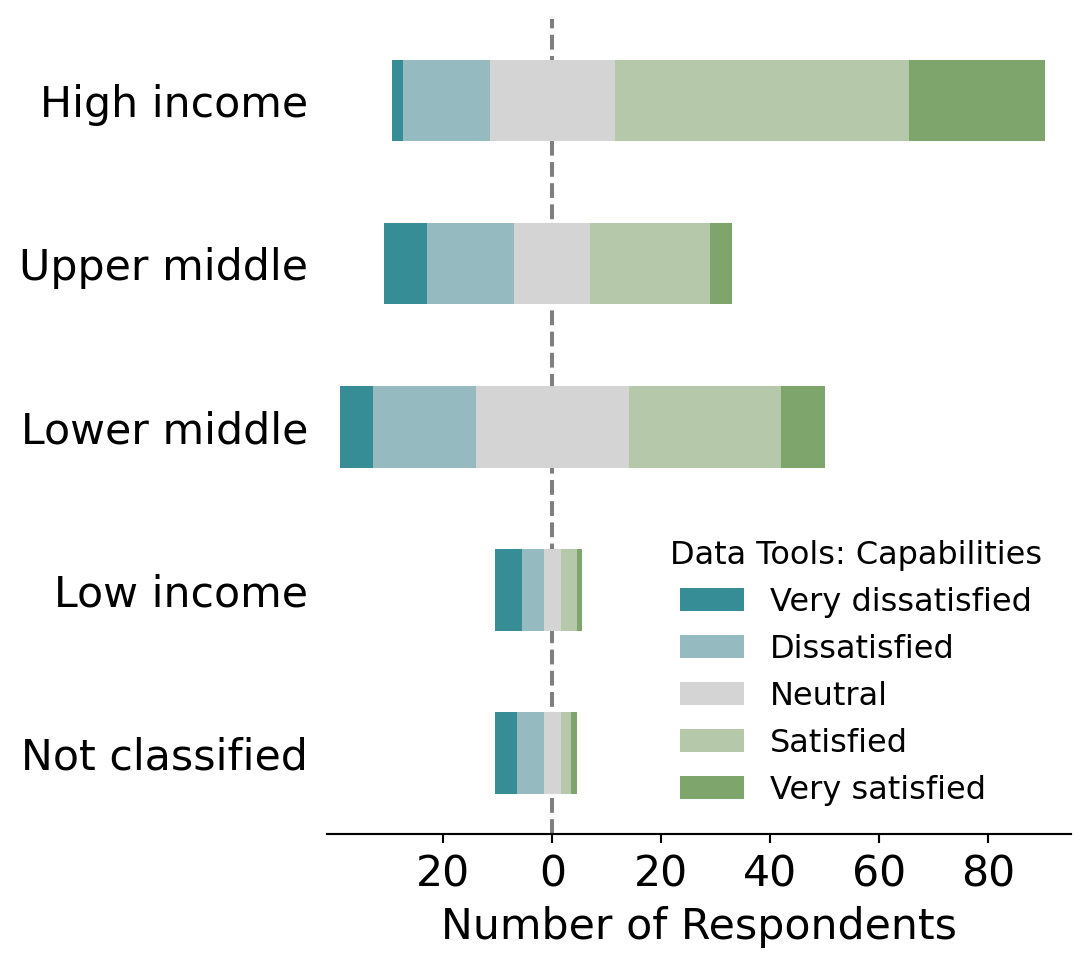 High income
Upper middle
Lower middle
Low income
Not classified
Data Tools: Capabilities
Very dissatisfied
Dissatisfied
Neutral
Satisfied
Very satisfied
20 0 20 40 60 80
Number of Respondents